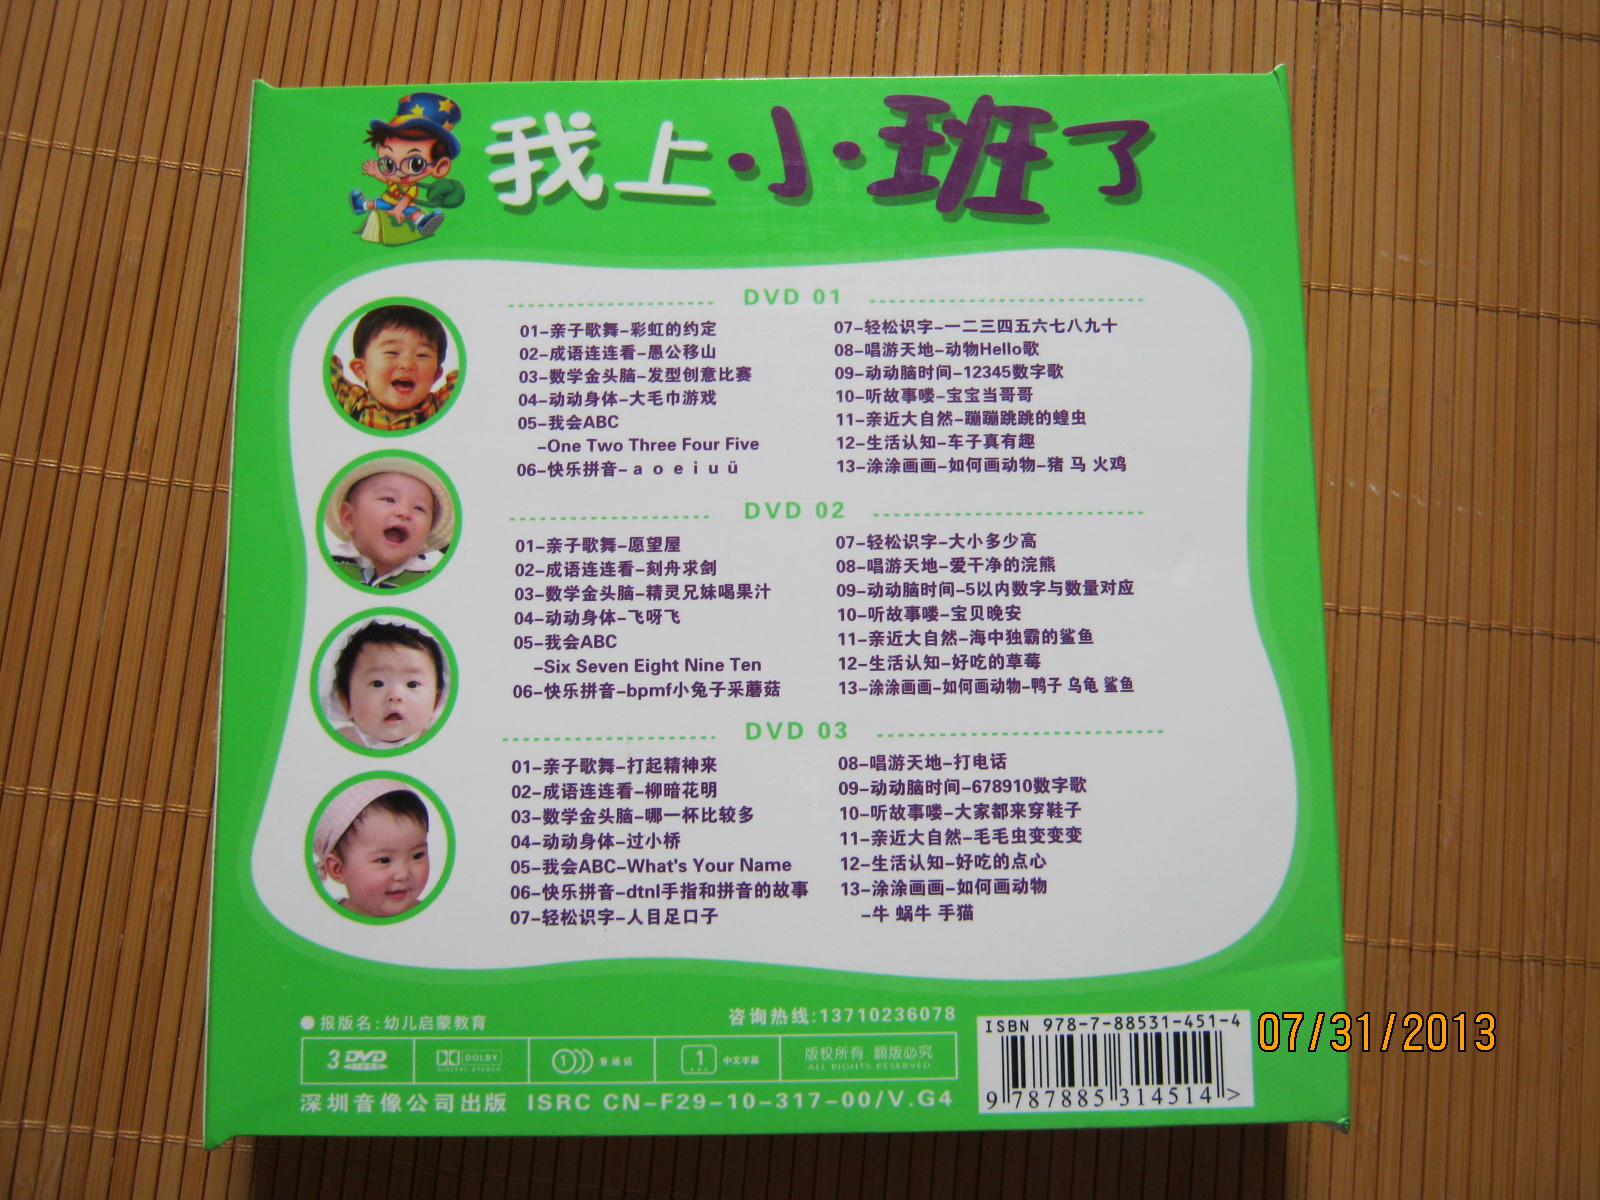 我上小班了
DVD 01
01-亲子歌舞-彩虹的约定
02-成语连连看-愚公移山
03-数学金头脑-发型创意比赛
04-动动身体-大毛巾游戏
05-我会ABC
-One Two Three Four Five
06-快乐拼音- a o e i u ü
07-轻松识字-一二三四五六七八九十
08-唱游天地-动物Hello歌
09-动动脑时间-12345数字歌
10-听故事喽-宝宝当哥哥
11-亲近大自然-蹦蹦跳跳的蝗虫
12-生活认知-车子真有趣
13-涂涂画画-如何画动物-猪 马 火鸡
DVD 02
01-亲子歌舞-愿望屋
02-成语连连看-刻舟求剑
03-数学金头脑-精灵兄妹喝果汁
04-动动身体-飞呀飞
05-我会ABC
-Six Seven Eight Nine Ten
06-快乐拼音-bpmf小兔子采蘑菇
07-轻松识字-大小多少高
08-唱游天地-爱干净的浣熊
09-动动脑时间-5以内数字与数量对应
10-听故事喽-宝贝晚安
11-亲近大自然-海中独霸的鲨鱼
12-生活认知-好吃的草莓
13-涂涂画画-如何画动物-鸭子 乌龟 鲨鱼
DVD 03
01-亲子歌舞-打起精神来
02-成语连连看-柳暗花明
03-数学金头脑-哪一杯比较多
04-动动身体-过小桥
05-我会ABC-What's Your Name
06-快乐拼音-dtnl手指和拼音的故事
07-轻松识字-人目足口子
08-唱游天地-打电话
09-动动脑时间-678910数字歌
10-听故事喽-大家都来穿鞋子
11-亲近大自然-毛毛虫变变变
12-生活认知-好吃的点心
13-涂涂画画-如何画动物
-牛 蜗牛 手猫
●报版名:幼儿启蒙教育
咨询热线:13710236078
3 DVD VIDEO
DOLBY DIGITAL STEREO
1 普通话
1 中文字幕
版权所有 翻版必究
ALL RIGHTS RESERVED
深圳音像公司出版 ISRC CN-F29-10-317-00/V.G4
ISBN 978-7-88531-451-4
9 787885 314514 >
07/31/2013